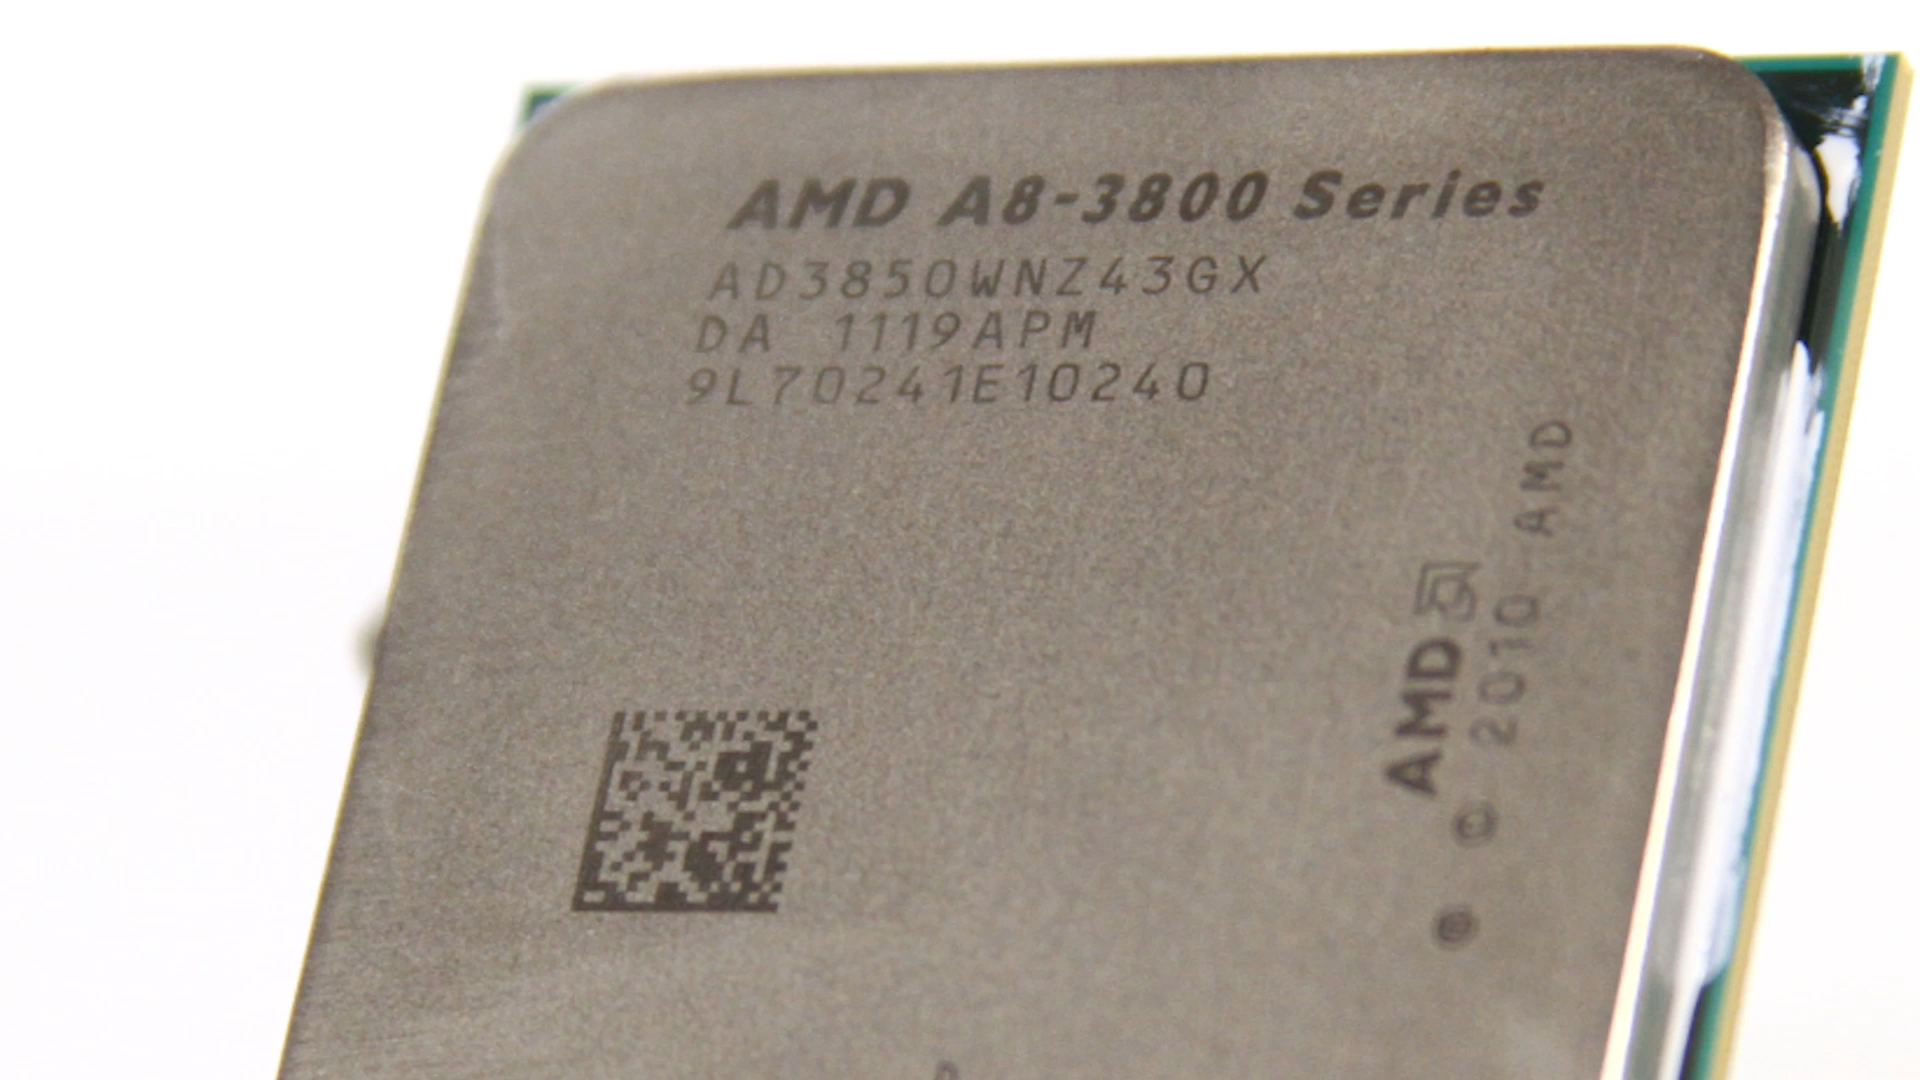 AMD A8-3800 Series
AD3850WNZ43GX
DA 1119APM
9L70241E10240
AMD
© 2010 AMD
®